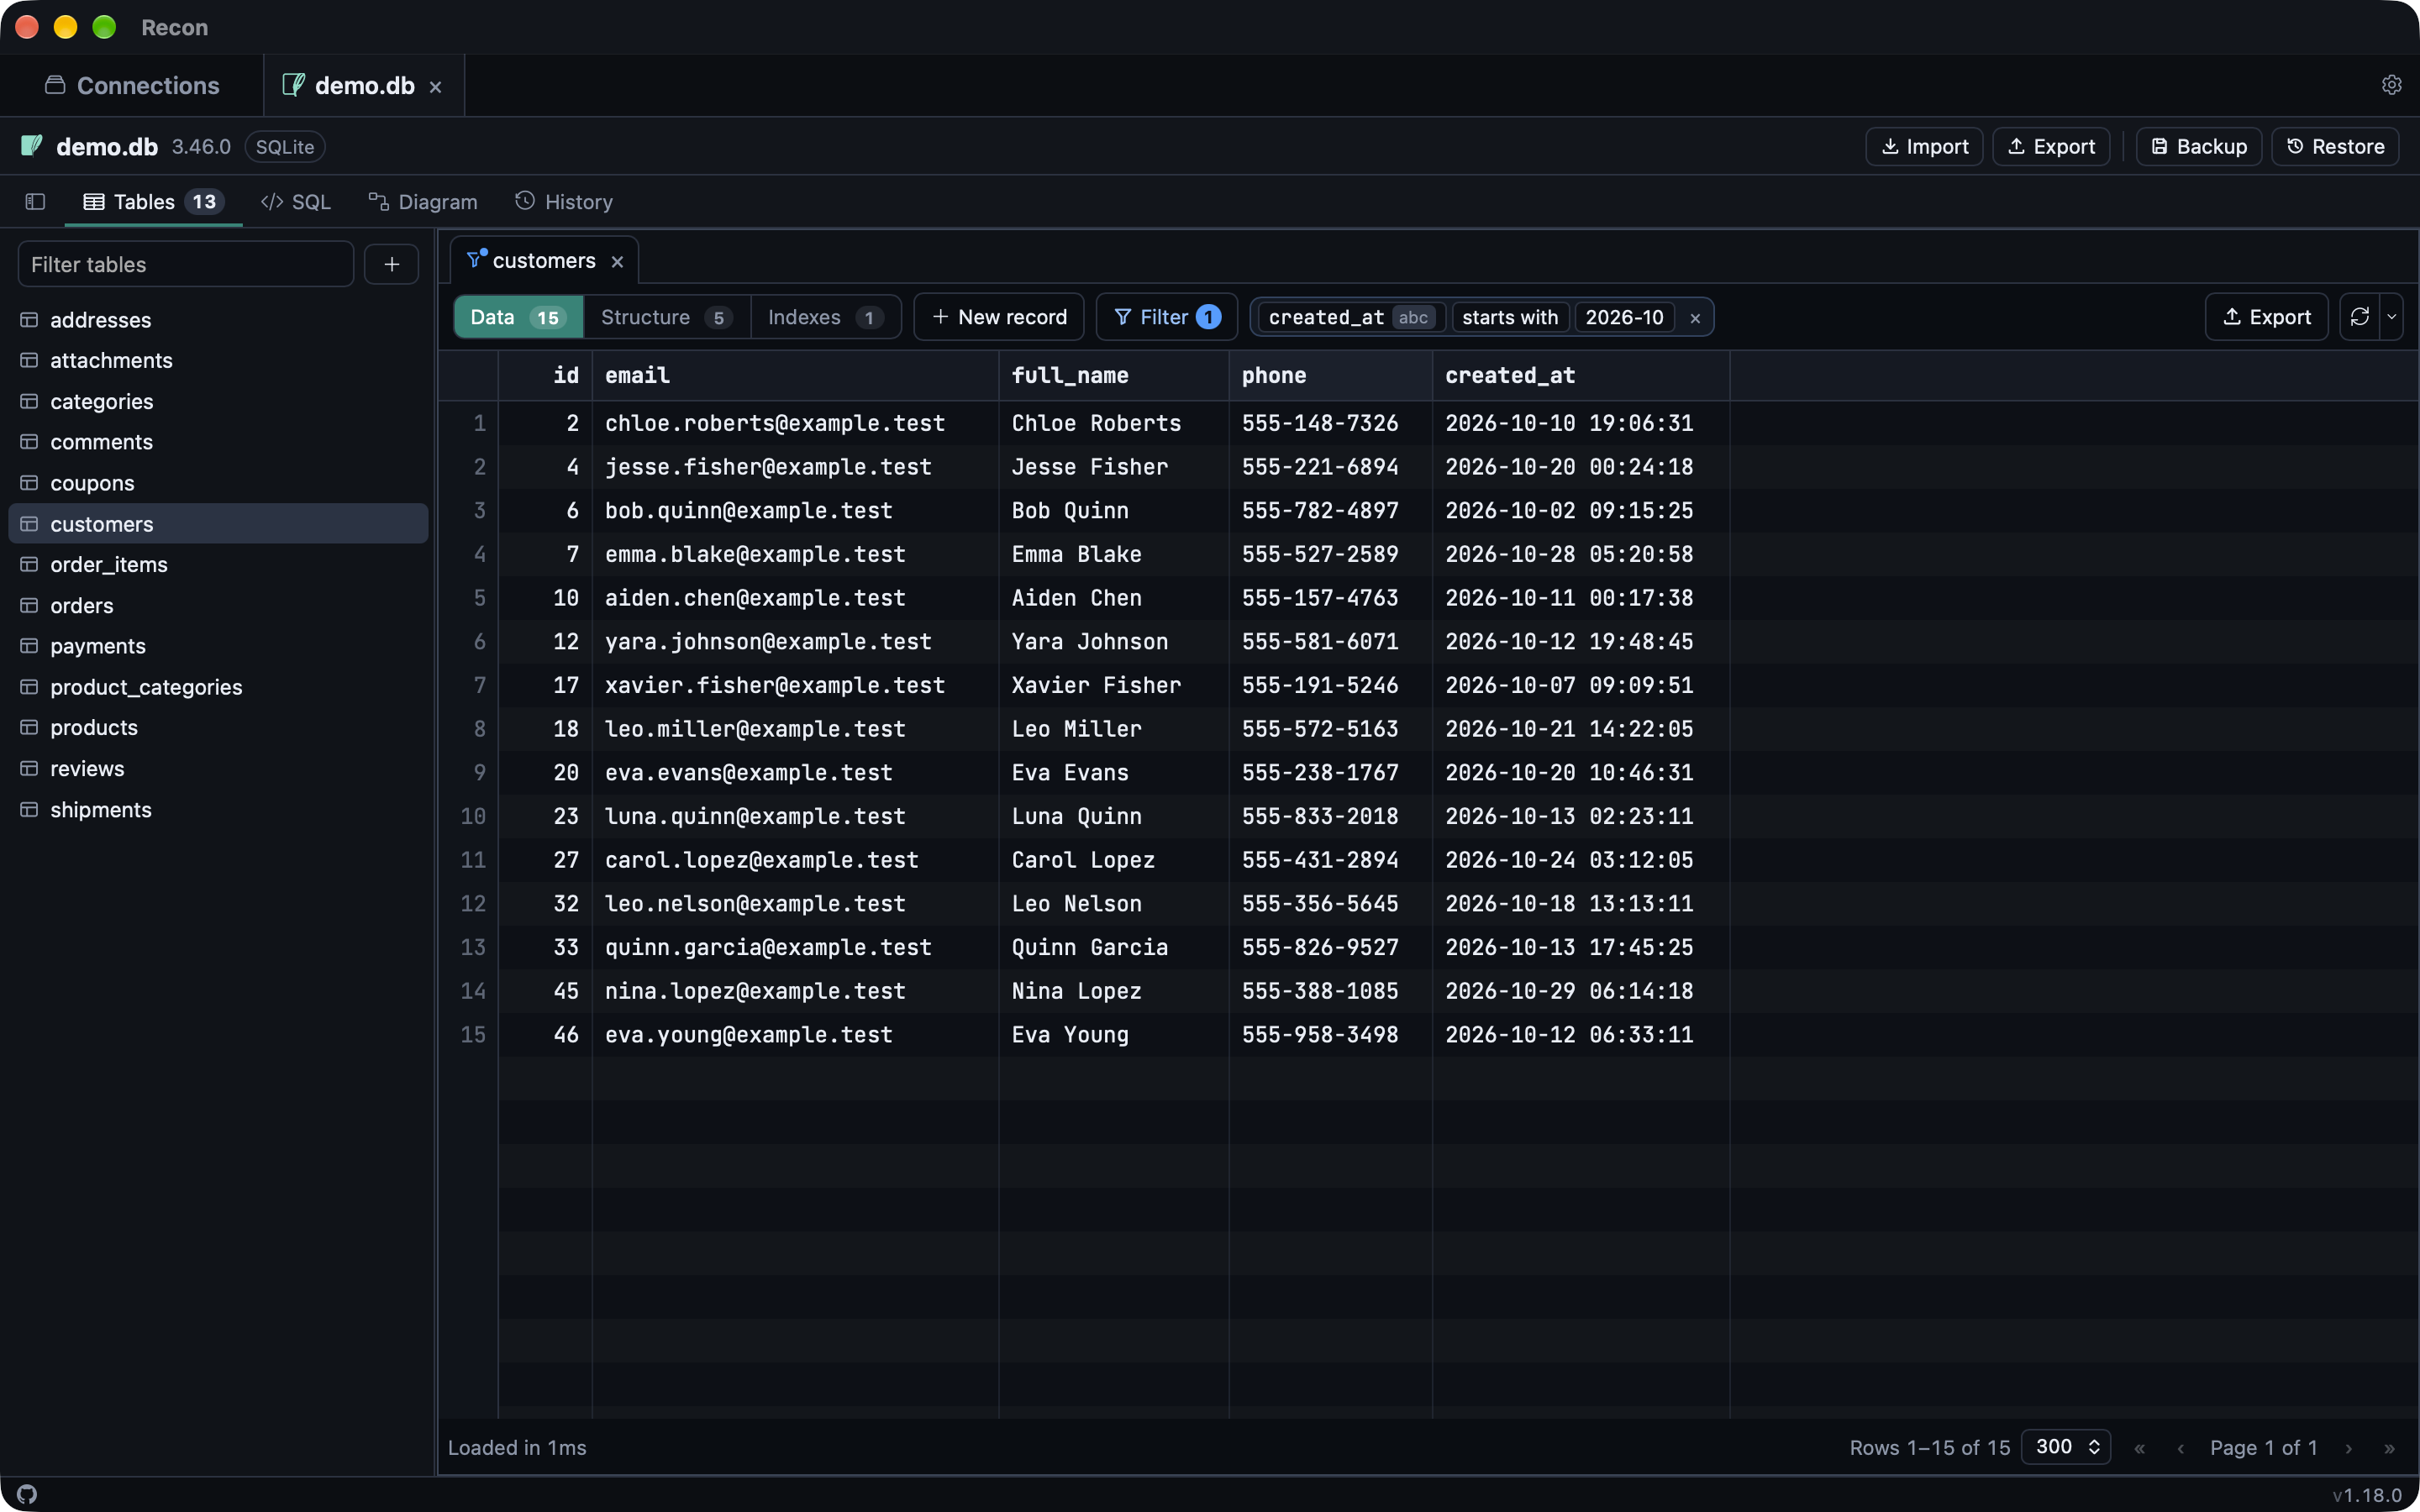 Recon
Connections
demo.db ×
demo.db 3.46.0 SQLite
Import Export Backup Restore
Tables 13 </> SQL Diagram History
Filter tables +
addresses
attachments
categories
comments
coupons
customers
order_items
orders
payments
product_categories
products
reviews
shipments
customers ×
Data 15 Structure 5 Indexes 1 + New record Filter 1 created_at abc starts with 2026-10 × Export
id email full_name phone created_at
1 2 chloe.roberts@example.test Chloe Roberts 555-148-7326 2026-10-10 19:06:31
2 4 jesse.fisher@example.test Jesse Fisher 555-221-6894 2026-10-20 00:24:18
3 6 bob.quinn@example.test Bob Quinn 555-782-4897 2026-10-02 09:15:25
4 7 emma.blake@example.test Emma Blake 555-527-2589 2026-10-28 05:20:58
5 10 aiden.chen@example.test Aiden Chen 555-157-4763 2026-10-11 00:17:38
6 12 yara.johnson@example.test Yara Johnson 555-581-6071 2026-10-12 19:48:45
7 17 xavier.fisher@example.test Xavier Fisher 555-191-5246 2026-10-07 09:09:51
8 18 leo.miller@example.test Leo Miller 555-572-5163 2026-10-21 14:22:05
9 20 eva.evans@example.test Eva Evans 555-238-1767 2026-10-20 10:46:31
10 23 luna.quinn@example.test Luna Quinn 555-833-2018 2026-10-13 02:23:11
11 27 carol.lopez@example.test Carol Lopez 555-431-2894 2026-10-24 03:12:05
12 32 leo.nelson@example.test Leo Nelson 555-356-5645 2026-10-18 13:13:11
13 33 quinn.garcia@example.test Quinn Garcia 555-826-9527 2026-10-13 17:45:25
14 45 nina.lopez@example.test Nina Lopez 555-388-1085 2026-10-29 06:14:18
15 46 eva.young@example.test Eva Young 555-958-3498 2026-10-12 06:33:11
Loaded in 1ms
Rows 1–15 of 15 300 « ‹ Page 1 of 1 › »
v1.18.0